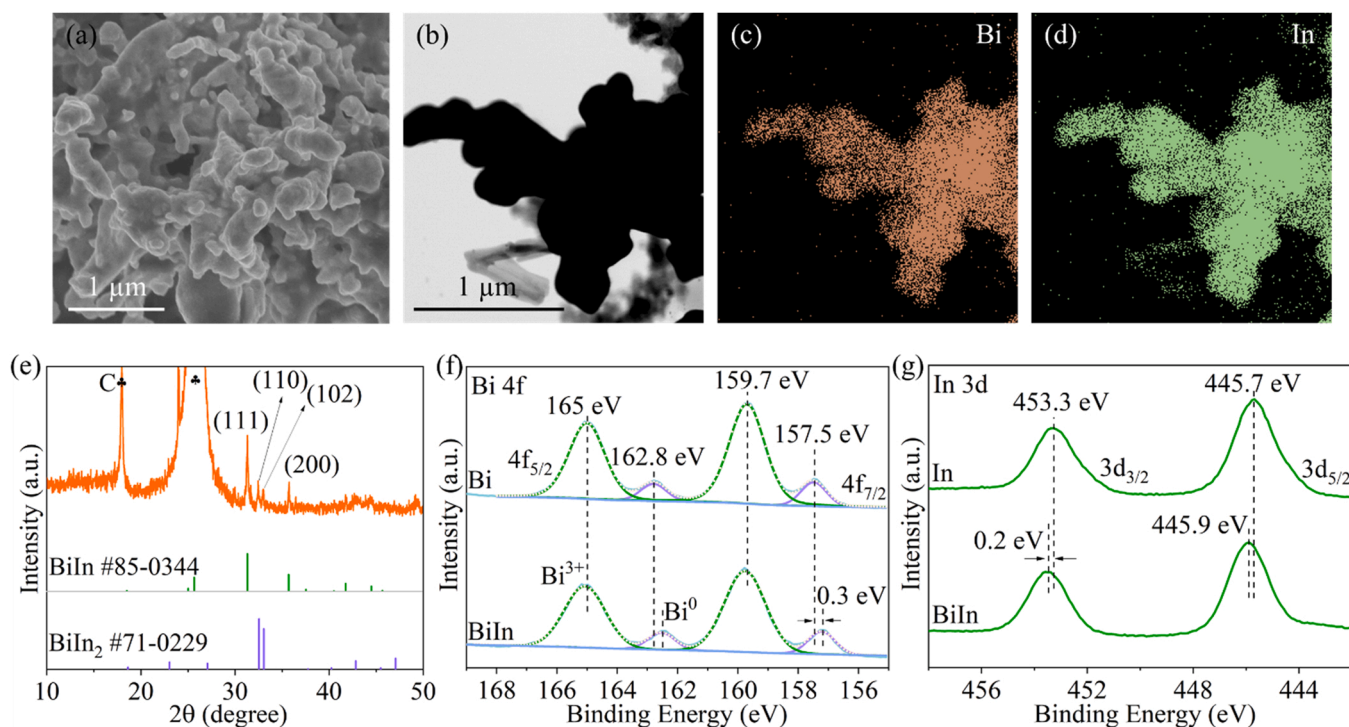 (a)
1 µm
(b)
1 µm
(c)
Bi
(d)
In
(e)
C♣
♣
(110)
(102)
(111)
(200)
BiIn #85-0344
BiIn₂ #71-0229
Intensity (a.u.)
10 20 30 40 50
2θ (degree)
(f)
Bi 4f
159.7 eV
165 eV
157.5 eV
162.8 eV
4f₅/₂
4f₇/₂
Bi
Bi³⁺
Bi⁰
0.3 eV
BiIn
Intensity (a.u.)
168 165 162 160 157 155
Binding Energy (eV)
(g)
In 3d
445.7 eV
453.3 eV
3d₃/₂
3d₅/₂
In
0.2 eV
445.9 eV
BiIn
Intensity (a.u.)
456 452 448 444
Binding Energy (eV)